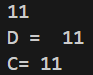 11
D =  11
C= 11